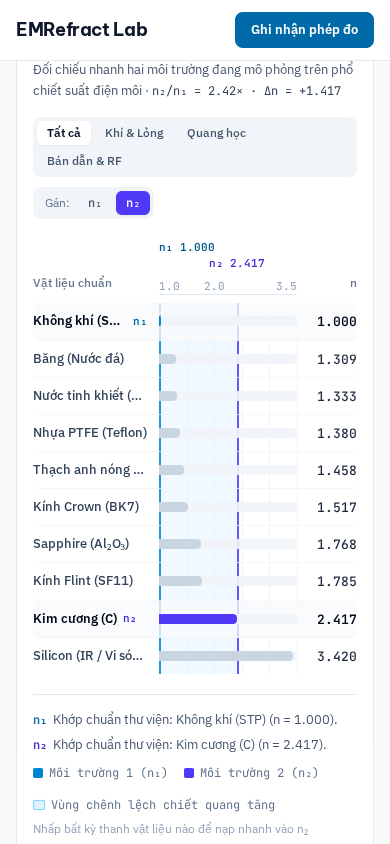 EMRefract Lab
Ghi nhận phép đo
Đối chiếu nhanh hai môi trường đang mô phỏng trên phổ
chiết suất điện môi · n₂/n₁ = 2.42× · Δn = +1.417
Tất cả Khí & Lỏng Quang học
Bán dẫn & RF
Gán: n₁ n₂
n₁ 1.000
n₂ 2.417
Vật liệu chuẩn 1.0 2.0 3.5 n
Không khí (S... n₁ 1.000
Băng (Nước đá) 1.309
Nước tinh khiết (... 1.333
Nhựa PTFE (Teflon) 1.380
Thạch anh nóng ... 1.458
Kính Crown (BK7) 1.517
Sapphire (Al₂O₃) 1.768
Kính Flint (SF11) 1.785
Kim cương (C) n₂ 2.417
Silicon (IR / Vi só... 3.420
n₁ Khớp chuẩn thư viện: Không khí (STP) (n = 1.000).
n₂ Khớp chuẩn thư viện: Kim cương (C) (n = 2.417).
Môi trường 1 (n₁) Môi trường 2 (n₂)
Vùng chênh lệch chiết quang tăng
Nhấp bất kỳ thanh vật liệu nào để nạp nhanh vào n₂